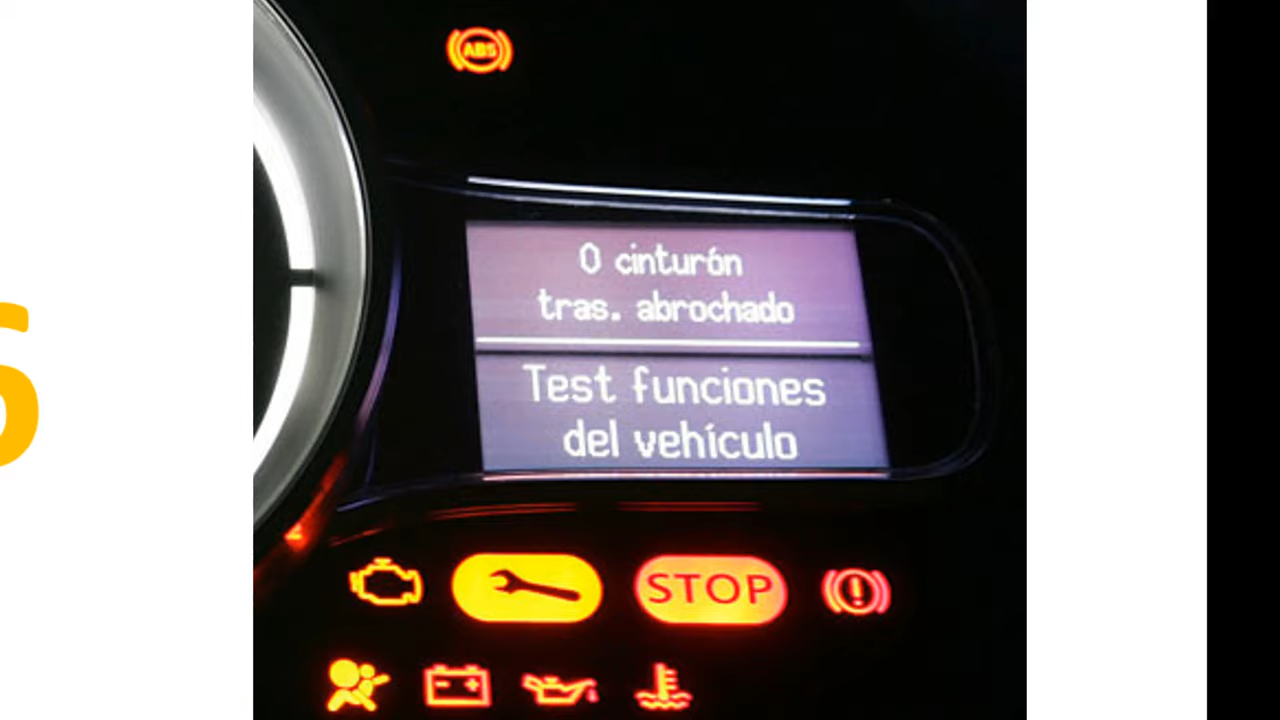 ABS
0 cinturón
tras. abrochado
Test funciones
del vehículo
STOP